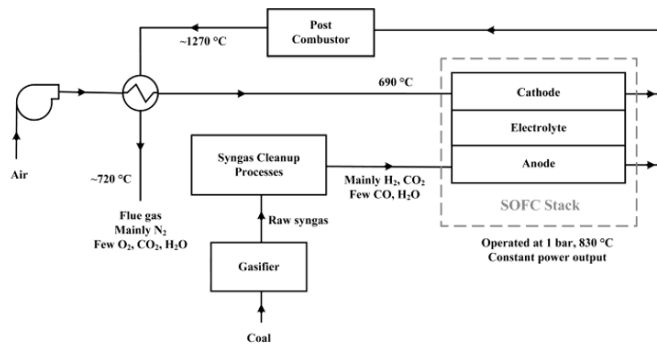 Post
Combustor
~1270 °C
690 °C
Cathode
Electrolyte
Anode
SOFC Stack
Operated at 1 bar, 830 °C
Constant power output
Air
~720 °C
Flue gas
Mainly N₂
Few O₂, CO₂, H₂O
Syngas Cleanup
Processes
Mainly H₂, CO₂
Few CO, H₂O
Raw syngas
Gasifier
Coal